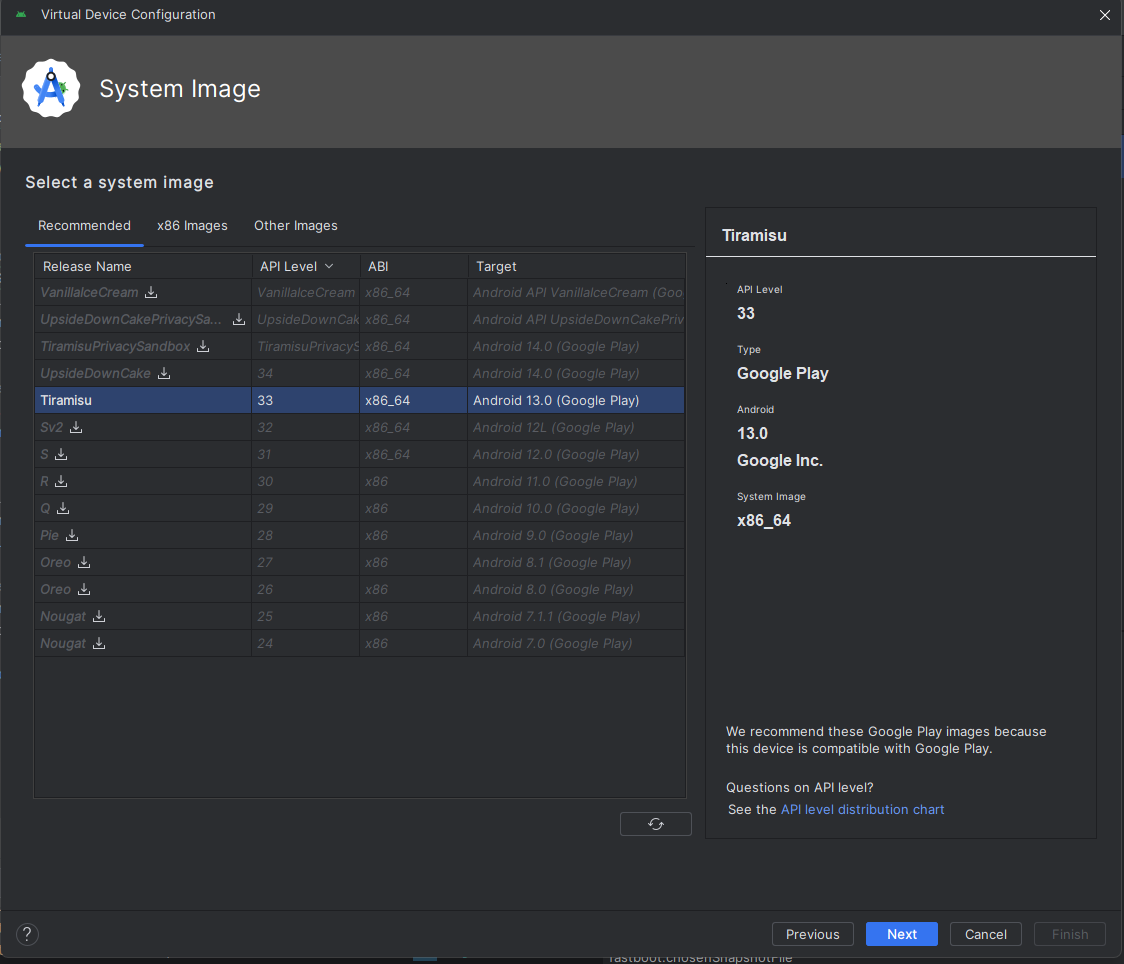 Virtual Device Configuration
System Image
Select a system image
Recommended x86 Images Other Images
Release Name API Level ABI Target
VanillaIceCream VanillaIceCream x86_64 Android API VanillaIceCream (Goo
UpsideDownCakePrivacySa... UpsideDownCak x86_64 Android API UpsideDownCakePriv
TiramisuPrivacySandbox TiramisuPrivacyS x86_64 Android 14.0 (Google Play)
UpsideDownCake 34 x86_64 Android 14.0 (Google Play)
Tiramisu 33 x86_64 Android 13.0 (Google Play)
Sv2 32 x86_64 Android 12L (Google Play)
S 31 x86_64 Android 12.0 (Google Play)
R 30 x86 Android 11.0 (Google Play)
Q 29 x86 Android 10.0 (Google Play)
Pie 28 x86 Android 9.0 (Google Play)
Oreo 27 x86 Android 8.1 (Google Play)
Oreo 26 x86 Android 8.0 (Google Play)
Nougat 25 x86 Android 7.1.1 (Google Play)
Nougat 24 x86 Android 7.0 (Google Play)
Tiramisu
API Level
33
Type
Google Play
Android
13.0
Google Inc.
System Image
x86_64
We recommend these Google Play images because
this device is compatible with Google Play.
Questions on API level?
See the API level distribution chart
? Previous Next Cancel Finish
fastboot.chosenSnapshotFile